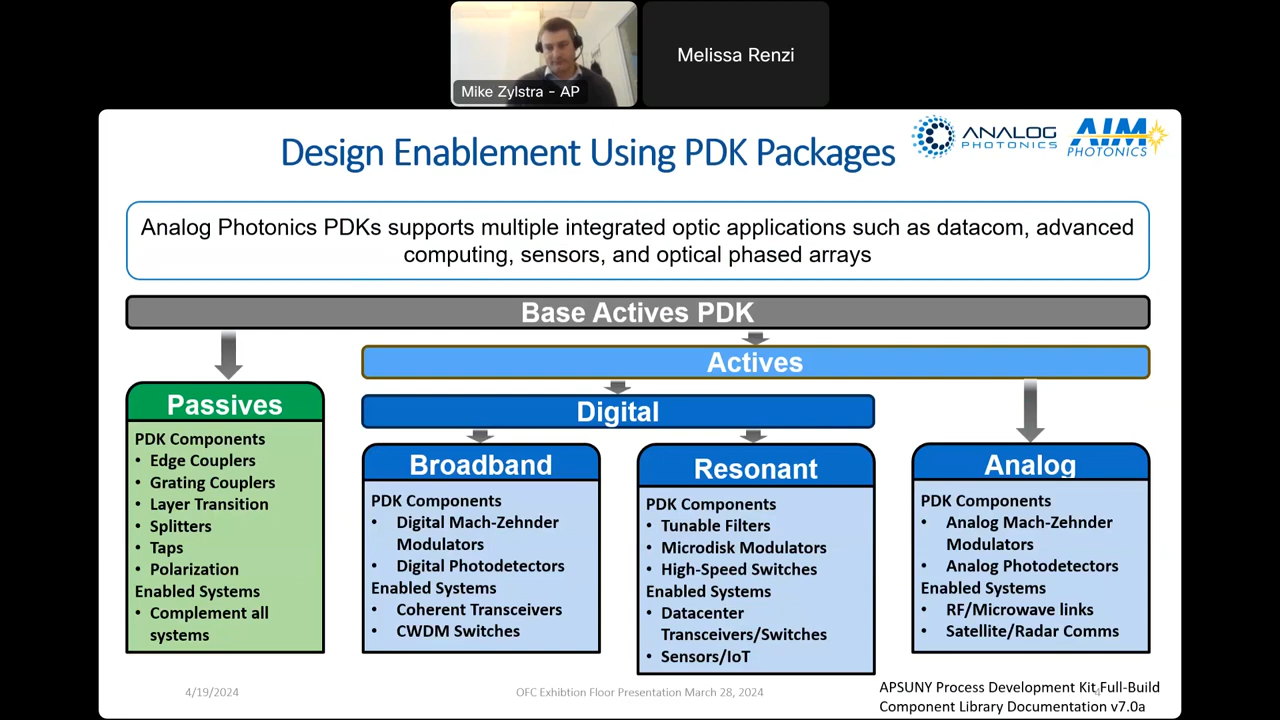 Mike Zylstra - AP
Melissa Renzi
Design Enablement Using PDK Packages
ANALOG
PHOTONICS
AIM
PHOTONICS
Analog Photonics PDKs supports multiple integrated optic applications such as datacom, advanced
computing, sensors, and optical phased arrays
Base Actives PDK
Actives
Digital
Passives
PDK Components
• Edge Couplers
• Grating Couplers
• Layer Transition
• Splitters
• Taps
• Polarization
Enabled Systems
• Complement all
systems
Broadband
PDK Components
• Digital Mach-Zehnder
Modulators
• Digital Photodetectors
Enabled Systems
• Coherent Transceivers
• CWDM Switches
Resonant
PDK Components
• Tunable Filters
• Microdisk Modulators
• High-Speed Switches
Enabled Systems
• Datacenter
Transceivers/Switches
• Sensors/IoT
Analog
PDK Components
• Analog Mach-Zehnder
Modulators
• Analog Photodetectors
Enabled Systems
• RF/Microwave links
• Satellite/Radar Comms
4/19/2024
OFC Exhibtion Floor Presentation March 28, 2024
4
APSUNY Process Development Kit Full-Build
Component Library Documentation v7.0a